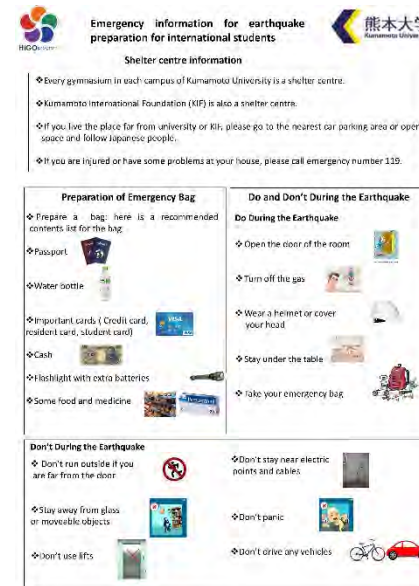 Emergency information for earthquake
preparation for international students
HiGO
熊本大
Kumamoto Univer
Shelter centre information
❖Every gymnasium in each campus of Kumamoto University is a shelter centre.
❖Kumamoto International Foundation (KIF) is also a shelter centre.
❖If you live the place far from university or KIF, please go to the nearest car parking area or open
space and follow Japanese people.
❖If you are injured or have some problems at your house, please call emergency number 119.
Preparation of Emergency Bag
❖ Prepare a bag: here is a recommended
contents list for the bag
❖Passport
❖Water bottle
❖Important cards ( Credit card,
resident card, student card)
VISA
❖Cash
❖Flashlight with extra batteries
❖Some food and medicine
Do and Don't During the Earthquake
Do During the Earthquake
❖Open the door of the room
❖Turn off the gas
❖Wear a helmet or cover
your head
❖Stay under the table
❖Take your emergency bag
Don't During the Earthquake
❖ Don't run outside if you
are far from the door
❖Stay away from glass
or moveable objects
❖Don't use lifts
❖Don't stay near electric
points and cables
❖Don't panic
❖Don't drive any vehicles